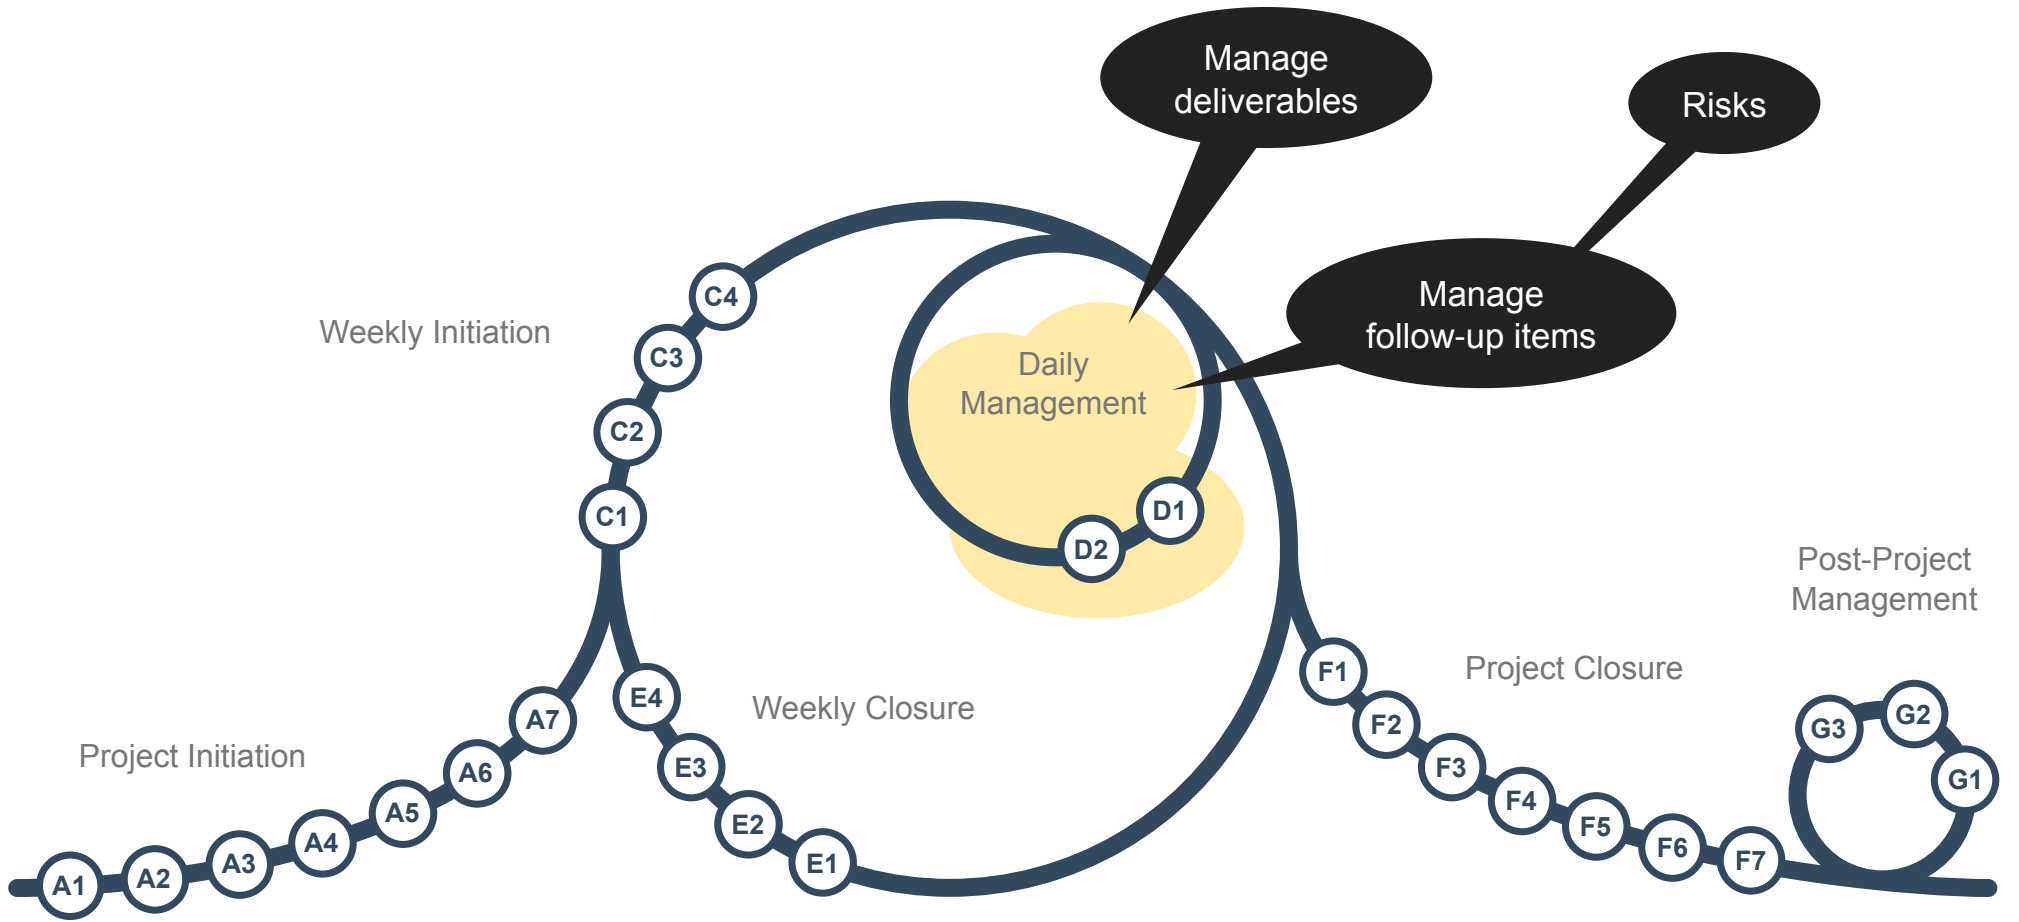 Manage
deliverables
Risks
Manage
follow-up items
Weekly Initiation
C4
C3
C2
C1
Daily
Management
D1
D2
Post-Project
Management
Project Closure
F1
F2
F3
F4
F5
F6
F7
G3
G2
G1
Weekly Closure
E4
E3
E2
E1
Project Initiation
A7
A6
A5
A4
A3
A2
A1